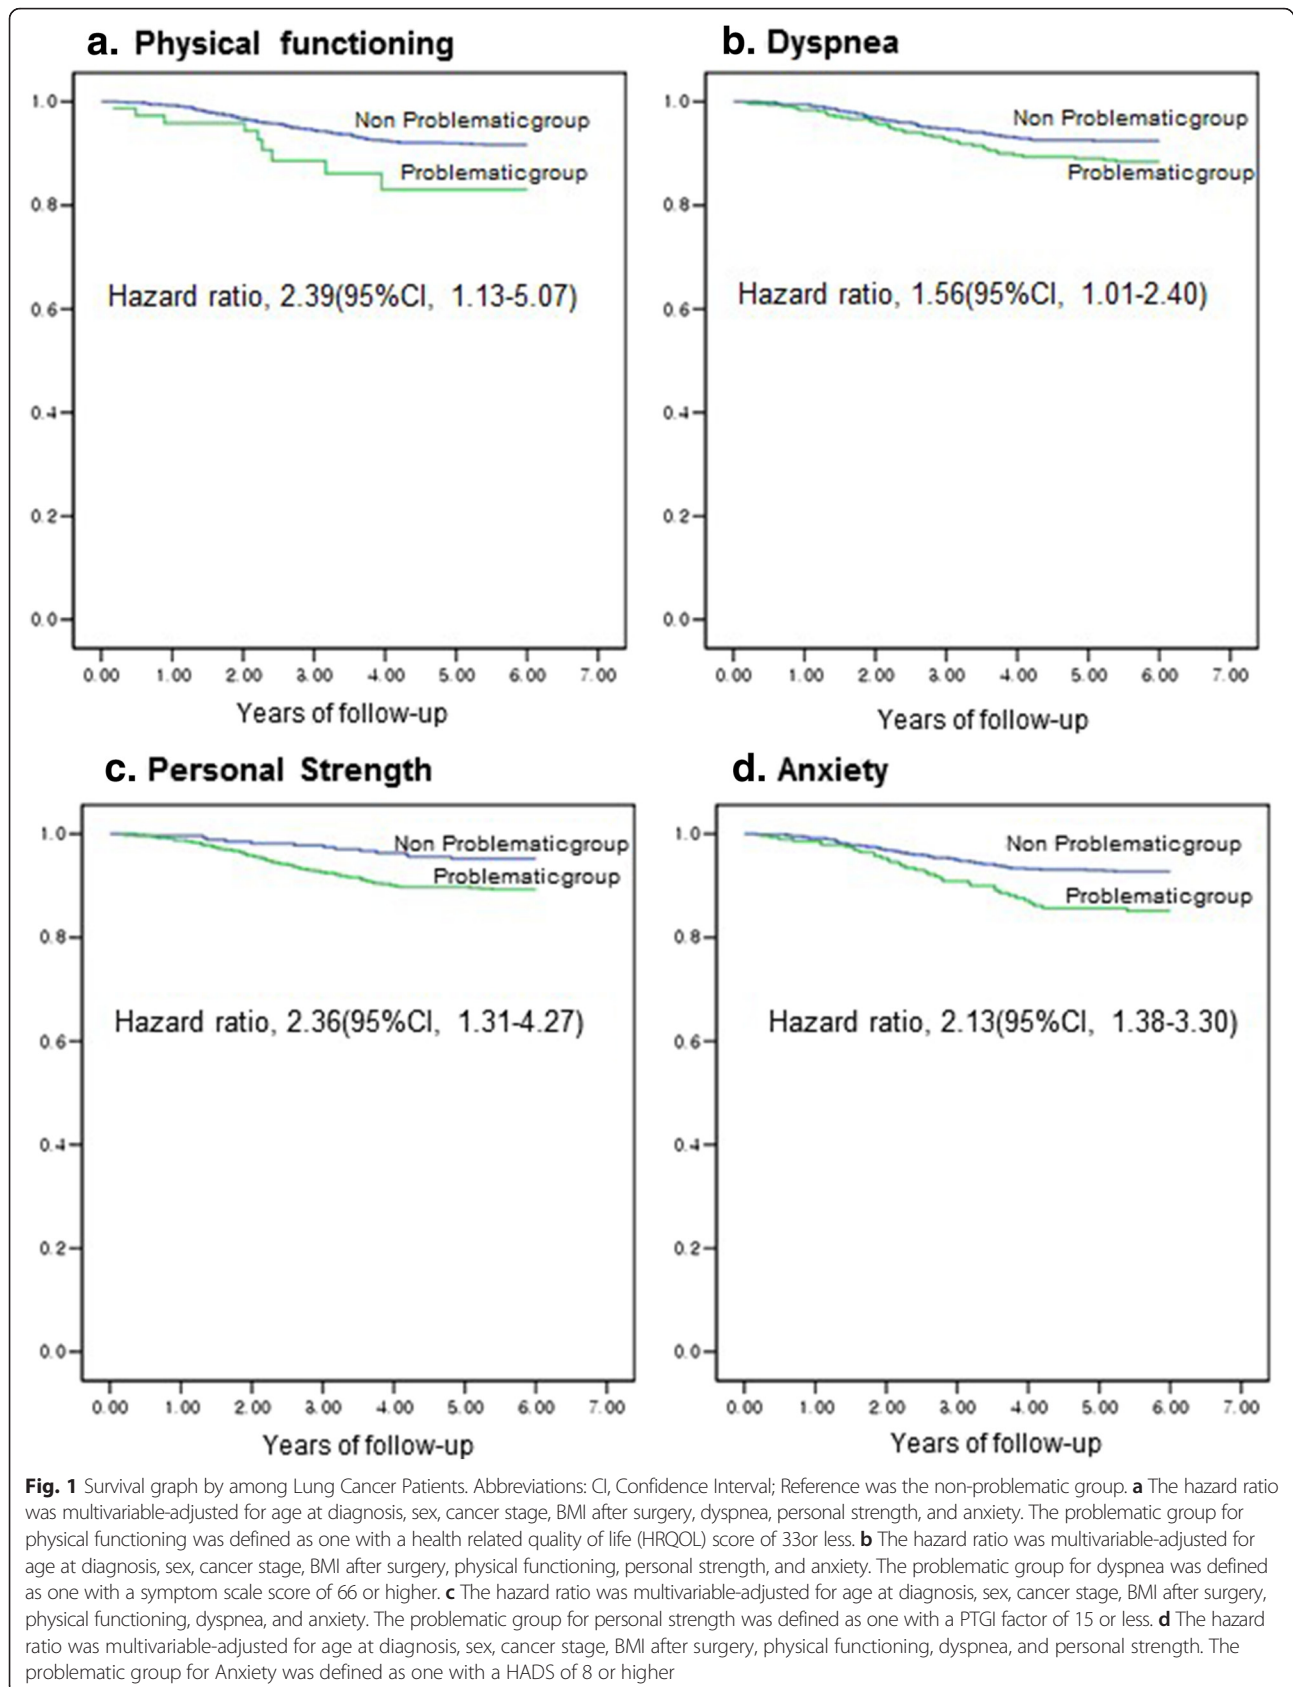 a. Physical functioning
1.0
0.8
0.6
0.4
0.2
0.0
Non Problematicgroup
Problematicgroup
Hazard ratio, 2.39(95%CI, 1.13-5.07)
0.00 1.00 2.00 3.00 4.00 5.00 6.00 7.00
Years of follow-up
b. Dyspnea
1.0
0.8
0.6
0.4
0.2
0.0
Non Problematicgroup
Problematicgroup
Hazard ratio, 1.56(95%CI, 1.01-2.40)
0.00 1.00 2.00 3.00 4.00 5.00 6.00 7.00
Years of follow-up
c. Personal Strength
1.0
0.8
0.6
0.4
0.2
0.0
Non Problematicgroup
Problematicgroup
Hazard ratio, 2.36(95%CI, 1.31-4.27)
0.00 1.00 2.00 3.00 4.00 5.00 6.00 7.00
Years of follow-up
d. Anxiety
1.0
0.8
0.6
0.4
0.2
0.0
Non Problematicgroup
Problematicgroup
Hazard ratio, 2.13(95%CI, 1.38-3.30)
0.00 1.00 2.00 3.00 4.00 5.00 6.00 7.00
Years of follow-up
Fig. 1 Survival graph by among Lung Cancer Patients. Abbreviations: CI, Confidence Interval; Reference was the non-problematic group. a The hazard ratio
was multivariable-adjusted for age at diagnosis, sex, cancer stage, BMI after surgery, dyspnea, personal strength, and anxiety. The problematic group for
physical functioning was defined as one with a health related quality of life (HRQOL) score of 33or less. b The hazard ratio was multivariable-adjusted for
age at diagnosis, sex, cancer stage, BMI after surgery, physical functioning, personal strength, and anxiety. The problematic group for dyspnea was defined
as one with a symptom scale score of 66 or higher. c The hazard ratio was multivariable-adjusted for age at diagnosis, sex, cancer stage, BMI after surgery,
physical functioning, dyspnea, and anxiety. The problematic group for personal strength was defined as one with a PTGI factor of 15 or less. d The hazard
ratio was multivariable-adjusted for age at diagnosis, sex, cancer stage, BMI after surgery, physical functioning, dyspnea, and personal strength. The
problematic group for Anxiety was defined as one with a HADS of 8 or higher